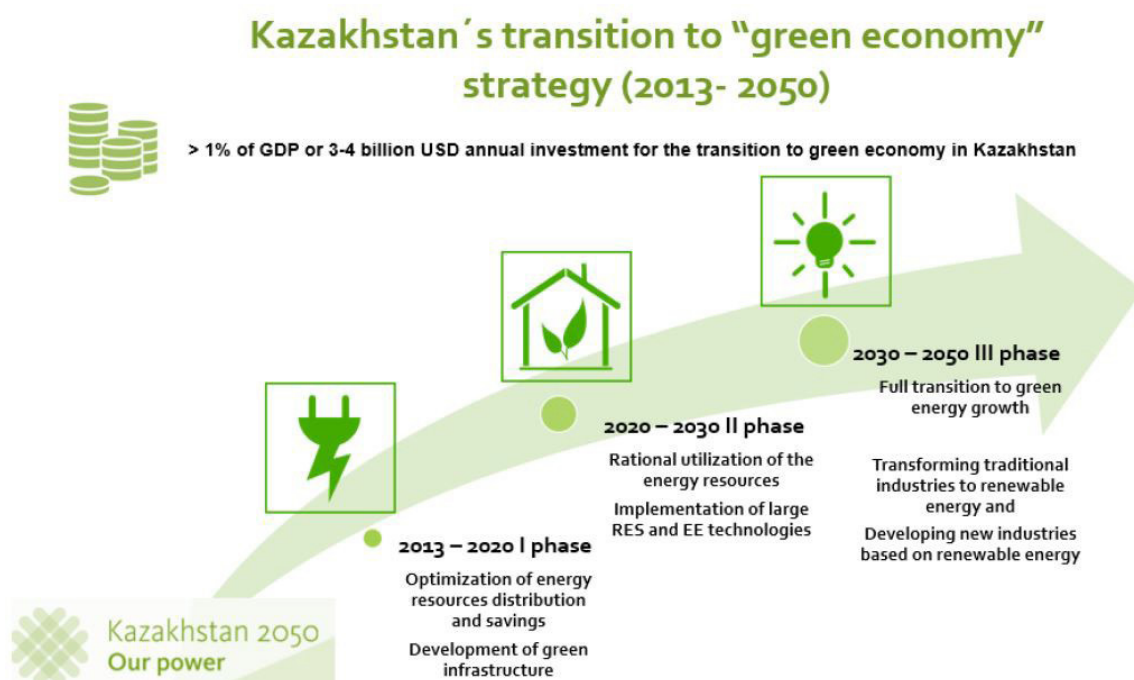 Kazakhstan´s transition to “green economy”
strategy (2013- 2050)
> 1% of GDP or 3-4 billion USD annual investment for the transition to green economy in Kazakhstan
2030 – 2050 III phase
Full transition to green
energy growth
Transforming traditional
industries to renewable
energy and
Developing new industries
based on renewable energy
2020 – 2030 II phase
Rational utilization of the
energy resources
Implementation of large
RES and EE technologies
2013 – 2020 I phase
Optimization of energy
resources distribution
and savings
Development of green
infrastructure
Kazakhstan 2050
Our power